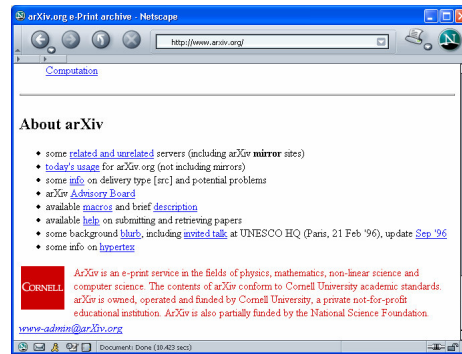 arXiv.org e-Print archive - Netscape
http://www.arxiv.org/
Computation
About arXiv
some related and unrelated servers (including arXiv mirror sites)
today's usage for arXiv.org (not including mirrors)
some info on delivery type [src] and potential problems
arXiv Advisory Board
available macros and brief description
available help on submitting and retrieving papers
some background blurb, including invited talk at UNESCO HQ (Paris, 21 Feb '96), update Sep '96
some info on hypertex
CORNELL
ArXiv is an e-print service in the fields of physics, mathematics, non-linear science and
computer science. The contents of arXiv conform to Cornell University academic standards.
arXiv is owned, operated and funded by Cornell University, a private not-for-profit
educational institution. ArXiv is also partially funded by the National Science Foundation.
www-admin@arXiv.org
Document: Done (10.423 secs)